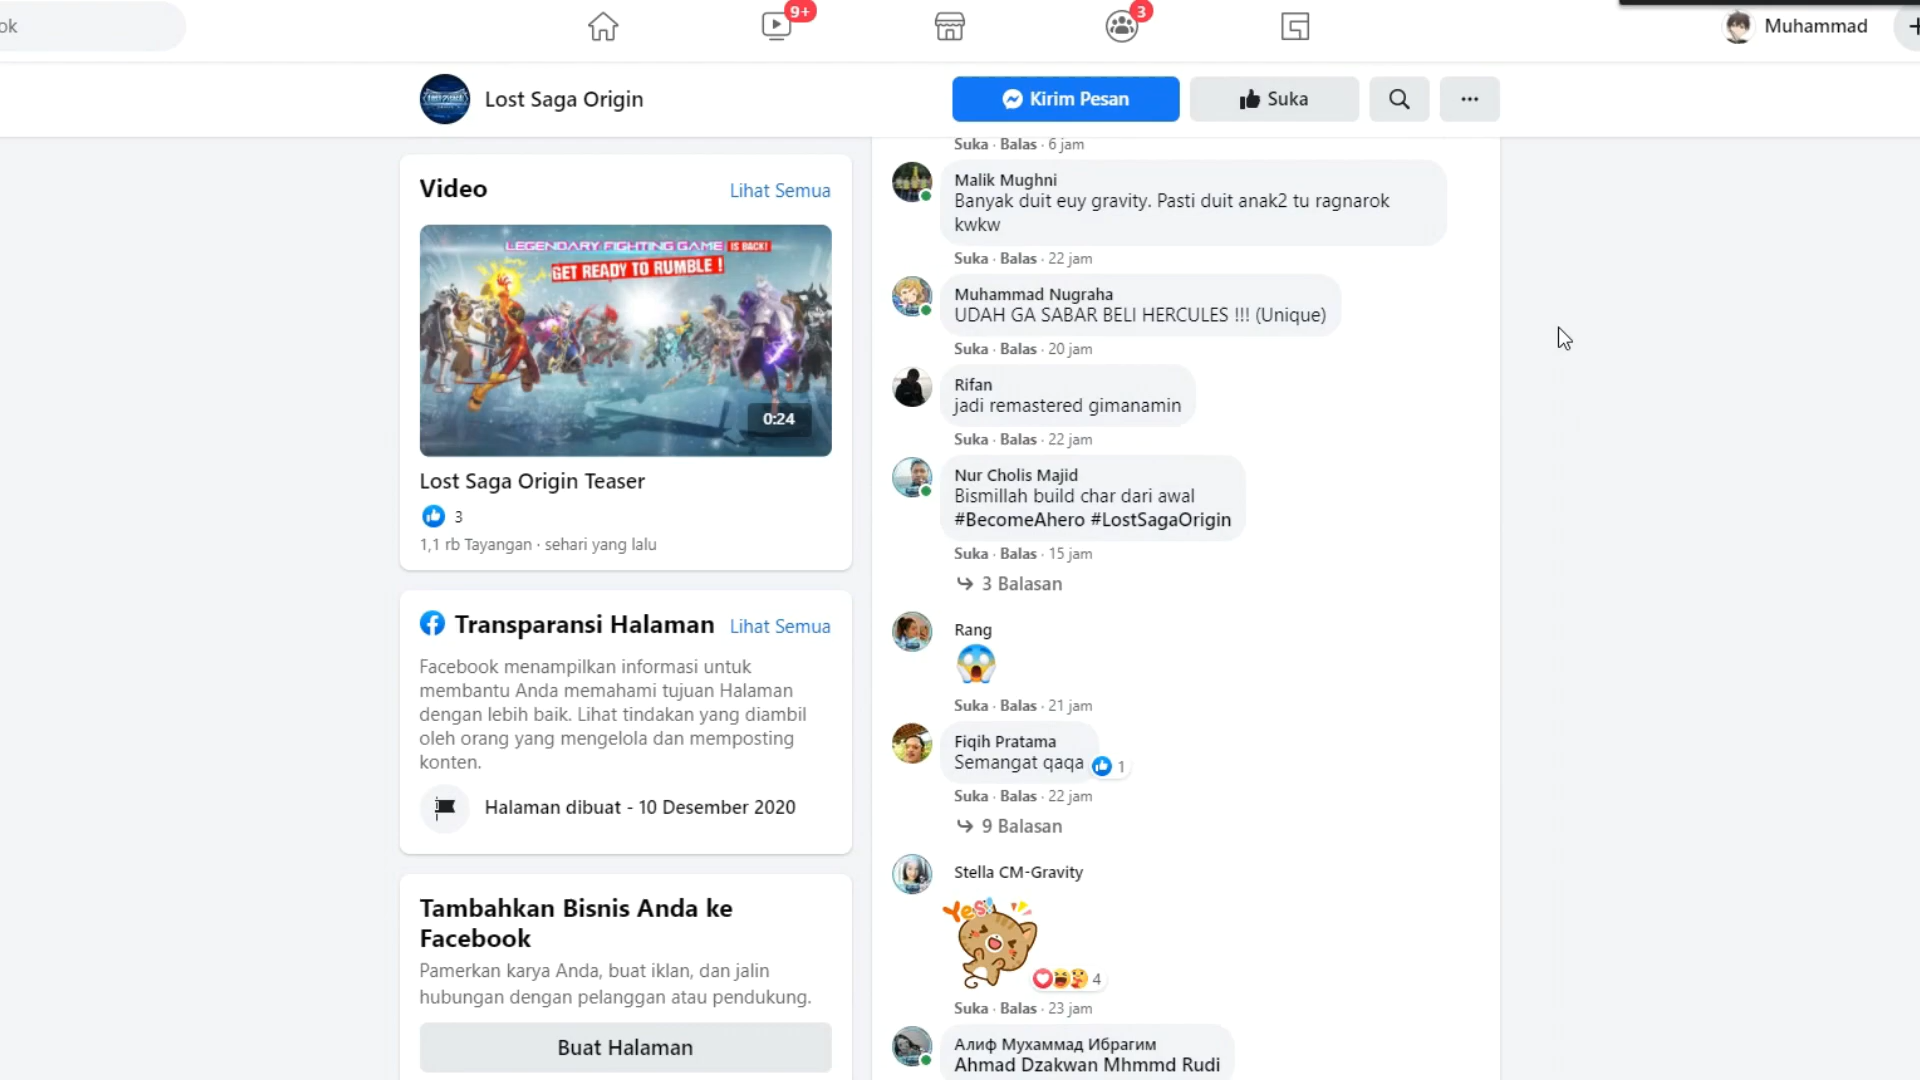 ok
9+
3
Muhammad
Lost Saga Origin
Kirim Pesan
Suka
Video
Lihat Semua
LEGENDARY FIGHTING GAME IS BACK!
GET READY TO RUMBLE !
0:24
Lost Saga Origin Teaser
3
1,1 rb Tayangan · sehari yang lalu
Transparansi Halaman
Lihat Semua
Facebook menampilkan informasi untuk
membantu Anda memahami tujuan Halaman
dengan lebih baik. Lihat tindakan yang diambil
oleh orang yang mengelola dan memposting
konten.
Halaman dibuat - 10 Desember 2020
Tambahkan Bisnis Anda ke
Facebook
Pamerkan karya Anda, buat iklan, dan jalin
hubungan dengan pelanggan atau pendukung.
Buat Halaman
Suka · Balas · 6 jam
Malik Mughni
Banyak duit euy gravity. Pasti duit anak2 tu ragnarok
kwkw
Suka · Balas · 22 jam
Muhammad Nugraha
UDAH GA SABAR BELI HERCULES !!! (Unique)
Suka · Balas · 20 jam
Rifan
jadi remastered gimanamin
Suka · Balas · 22 jam
Nur Cholis Majid
Bismillah build char dari awal
#BecomeAhero #LostSagaOrigin
Suka · Balas · 15 jam
3 Balasan
Rang
Suka · Balas · 21 jam
Fiqih Pratama
Semangat qaqa
1
Suka · Balas · 22 jam
9 Balasan
Stella CM-Gravity
Yes!
4
Suka · Balas · 23 jam
Алиф Мухаммад Ибрагим
Ahmad Dzakwan Mhmmd Rudi